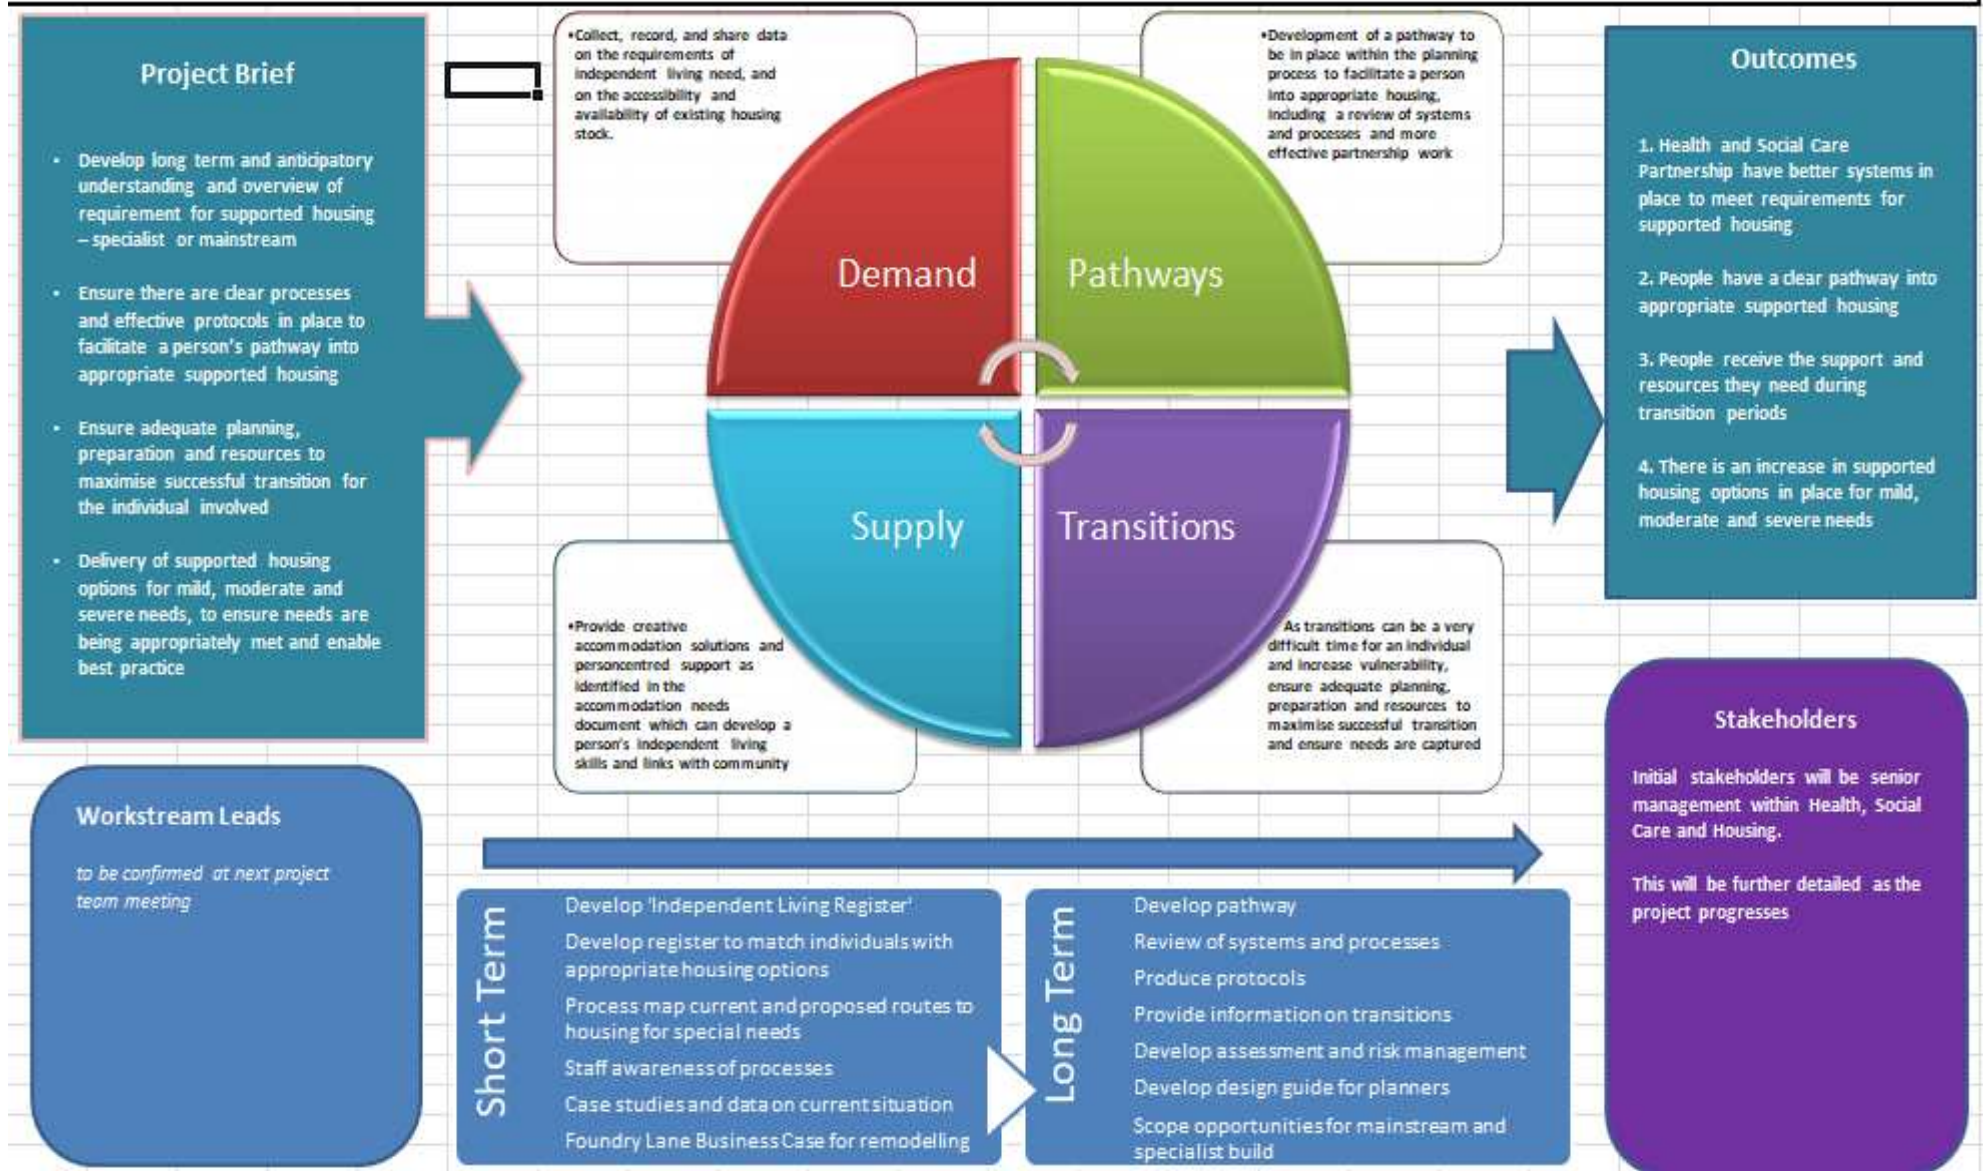 Project Brief
• Develop long term and anticipatory
understanding and overview of
requirement for supported housing
– specialist or mainstream
• Ensure there are clear processes
and effective protocols in place to
facilitate a person's pathway into
appropriate supported housing
• Ensure adequate planning,
preparation and resources to
maximise successful transition for
the individual involved
• Delivery of supported housing
options for mild, moderate and
severe needs, to ensure needs are
being appropriately met and enable
best practice
Workstream Leads
to be confirmed at next project
team meeting
•Collect, record, and share data
on the requirements of
independent living need, and
on the accessibility and
availability of existing housing
stock.
•Development of a pathway to
be in place within the planning
process to facilitate a person
into appropriate housing,
including a review of systems
and processes and more
effective partnership work
Demand
Pathways
Supply
Transitions
•Provide creative
accommodation solutions and
personcentred support as
identified in the
accommodation needs
document which can develop a
person's independent living
skills and links with community
As transitions can be a very
difficult time for an individual
and increase vulnerability,
ensure adequate planning,
preparation and resources to
maximise successful transition
and ensure needs are captured
Short Term
Develop 'Independent Living Register'
Develop register to match individuals with
appropriate housing options
Process map current and proposed routes to
housing for special needs
Staff awareness of processes
Case studies and data on current situation
Foundry Lane Business Case for remodelling
Long Term
Develop pathway
Review of systems and processes
Produce protocols
Provide information on transitions
Develop assessment and risk management
Develop design guide for planners
Scope opportunities for mainstream and
specialist build
Outcomes
1. Health and Social Care
Partnership have better systems in
place to meet requirements for
supported housing
2. People have a clear pathway into
appropriate supported housing
3. People receive the support and
resources they need during
transition periods
4. There is an increase in supported
housing options in place for mild,
moderate and severe needs
Stakeholders
Initial stakeholders will be senior
management within Health, Social
Care and Housing.
This will be further detailed as the
project progresses